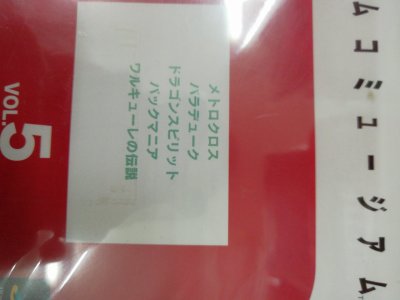 ムコミュージアム
メトロクロス
バラデューク
ドラゴンスピリット
パックマニア
ワルキューレの伝説
VOL.5